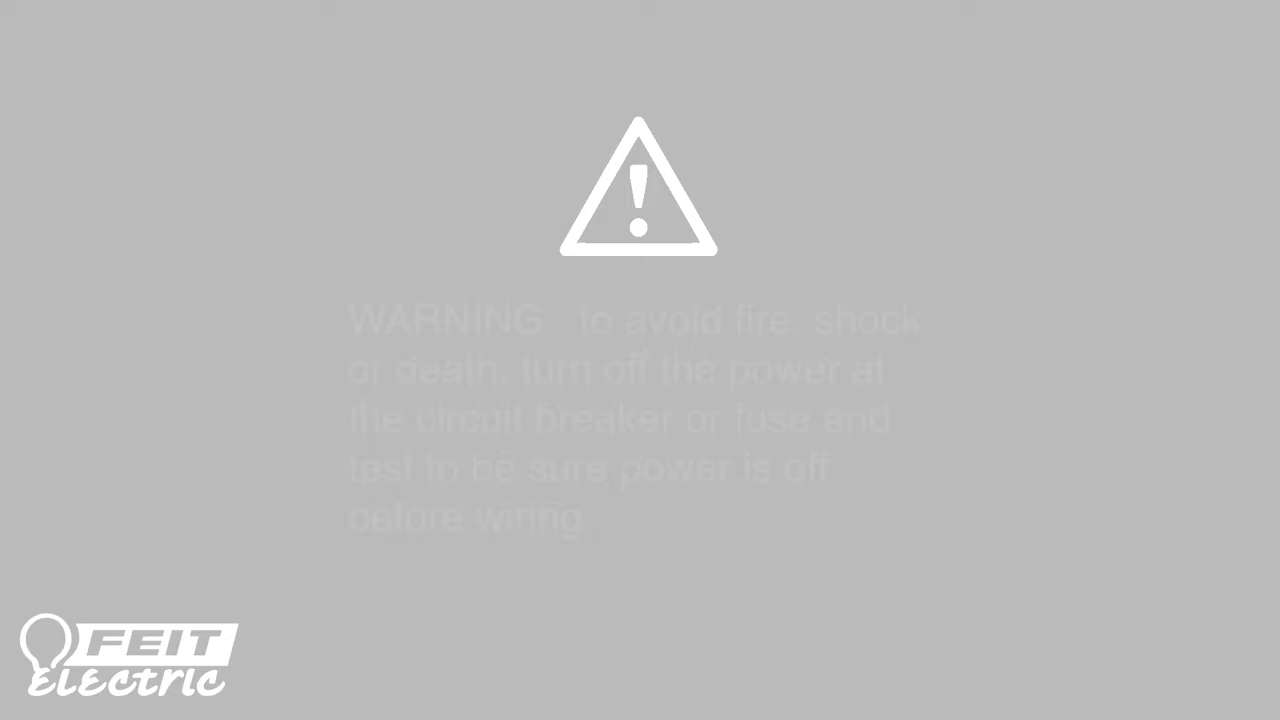 WARNING to avoid fire, shock
or death, turn off the power at
the circuit breaker or fuse and
test to be sure power is off
before wiring.
FEIT
Electric